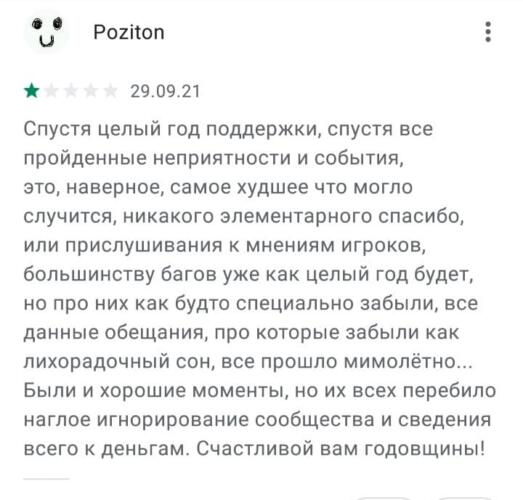 Poziton
29.09.21
Спустя целый год поддержки, спустя все
пройденные неприятности и события,
это, наверное, самое худшее что могло
случится, никакого элементарного спасибо,
или прислушивания к мнениям игроков,
большинству багов уже как целый год будет,
но про них как будто специально забыли, все
данные обещания, про которые забыли как
лихорадочный сон, все прошло мимолётно...
Были и хорошие моменты, но их всех перебило
наглое игнорирование сообщества и сведения
всего к деньгам. Счастливой вам годовщины!